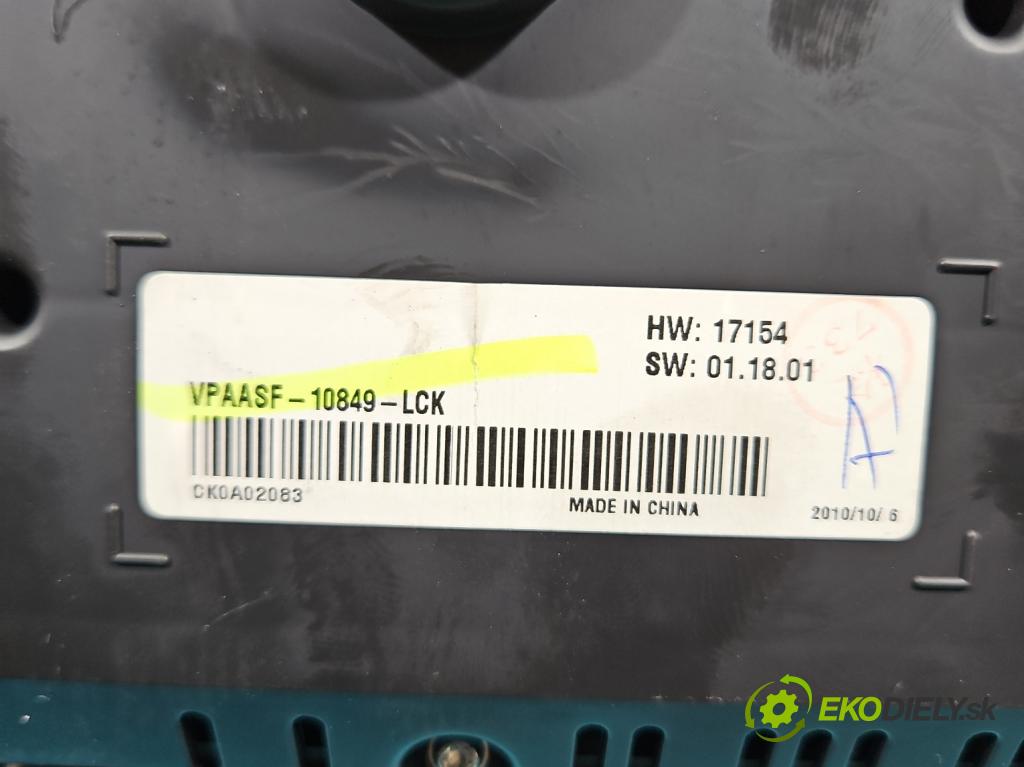 HW: 17154
SW: 01.18.01
VPAASF-10849-LCK
CK0A02083
MADE IN CHINA
2010/10/ 6
EKODIELY.sk